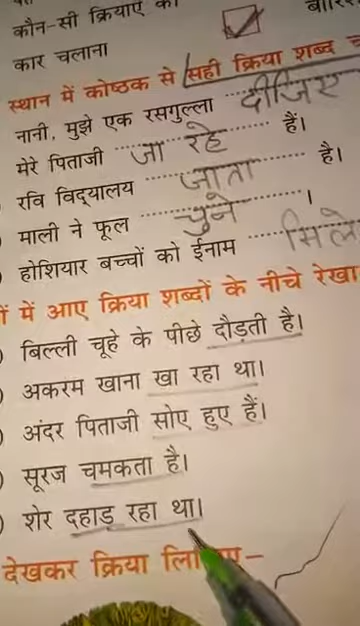 कौन-सी क्रियाएँ
कार चलाना
स्थान में कोष्ठक से सही क्रिया शब्द
नानी, मुझे एक रसगुल्ला दीजिए
मेरे पिताजी जा रहे हैं।
रवि विद्यालय जाता है।
माली ने फूल चुने ।
होशियार बच्चों को ईनाम मिले
में आए क्रिया शब्दों के नीचे रेखा
बिल्ली चूहे के पीछे दौड़ती है।
अकरम खाना खा रहा था।
अंदर पिताजी सोए हुए हैं।
सूरज चमकता है।
शेर दहाड़ रहा था।
देखकर क्रिया